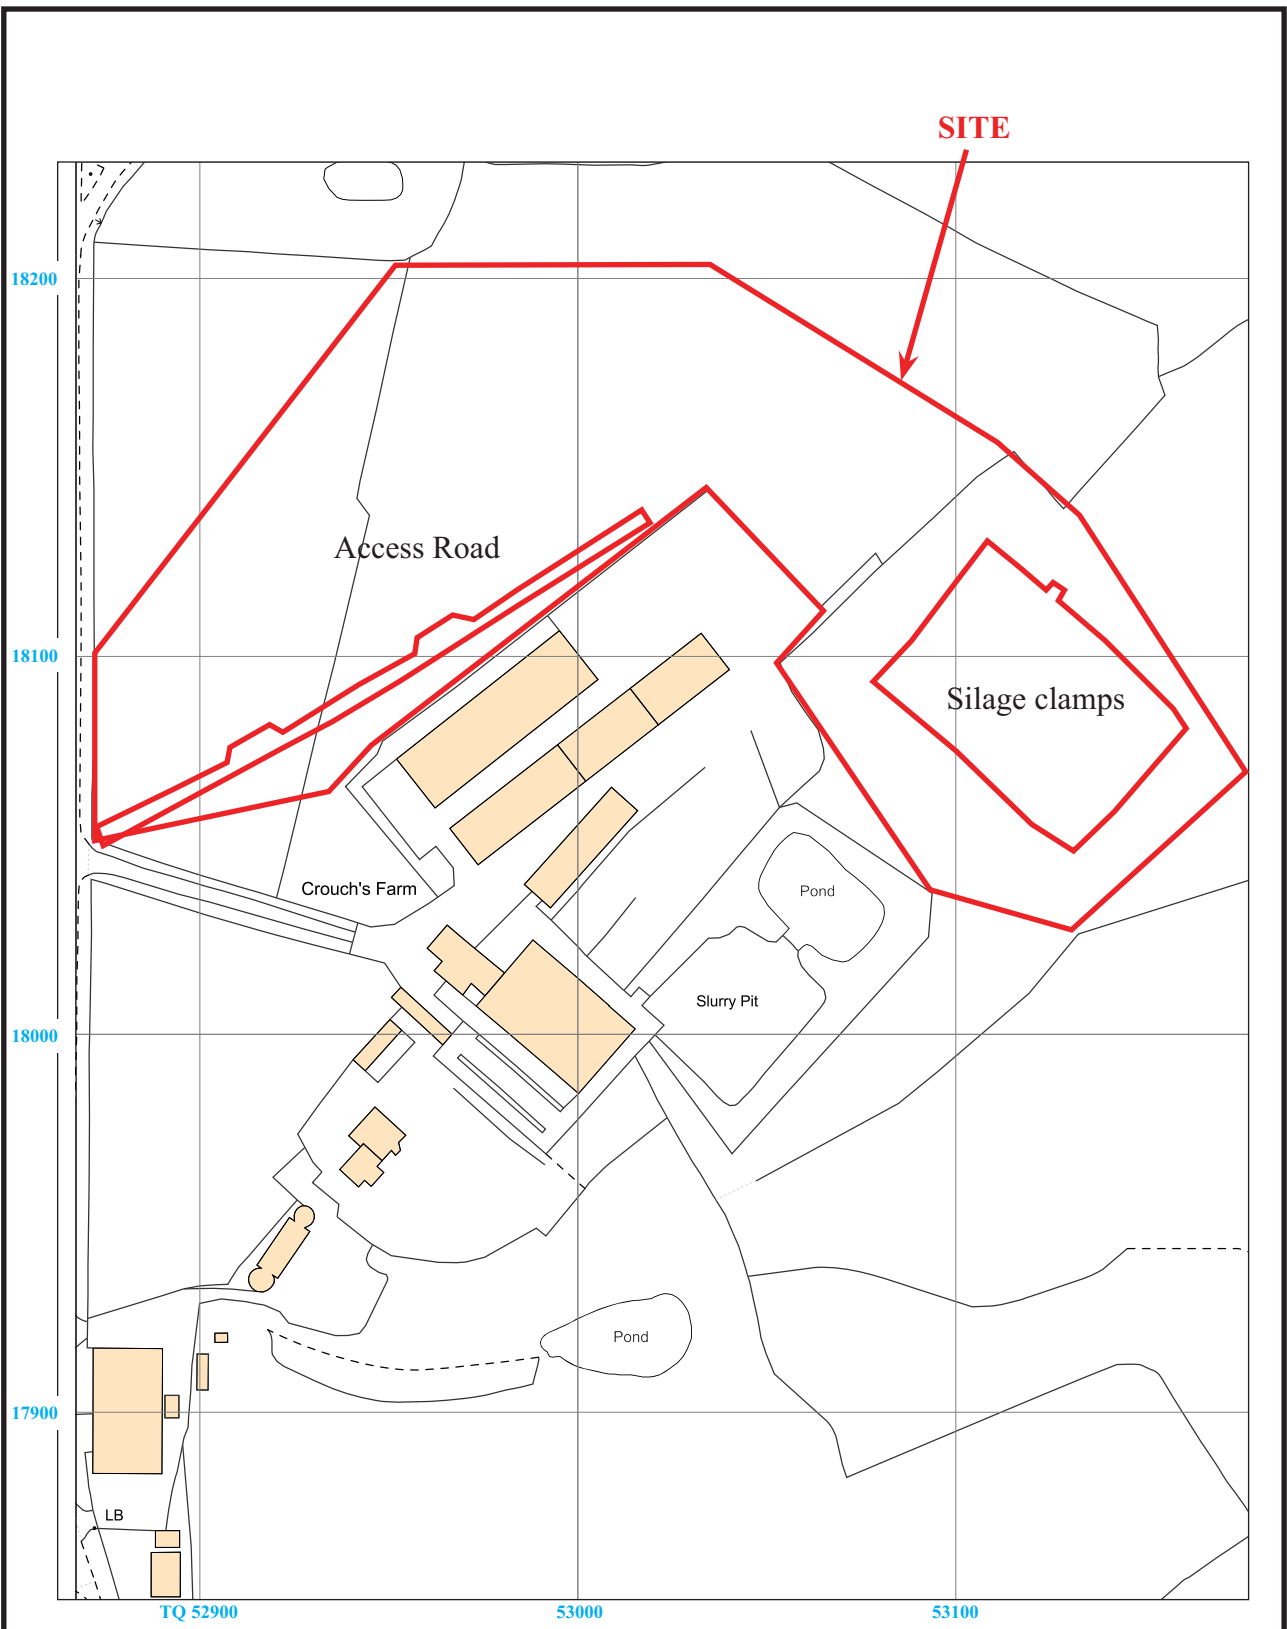 SITE
18200
Access Road
18100
Silage clamps
Crouch's Farm
Pond
Slurry Pit
18000
Pond
17900
LB
TQ 52900
53000
53100